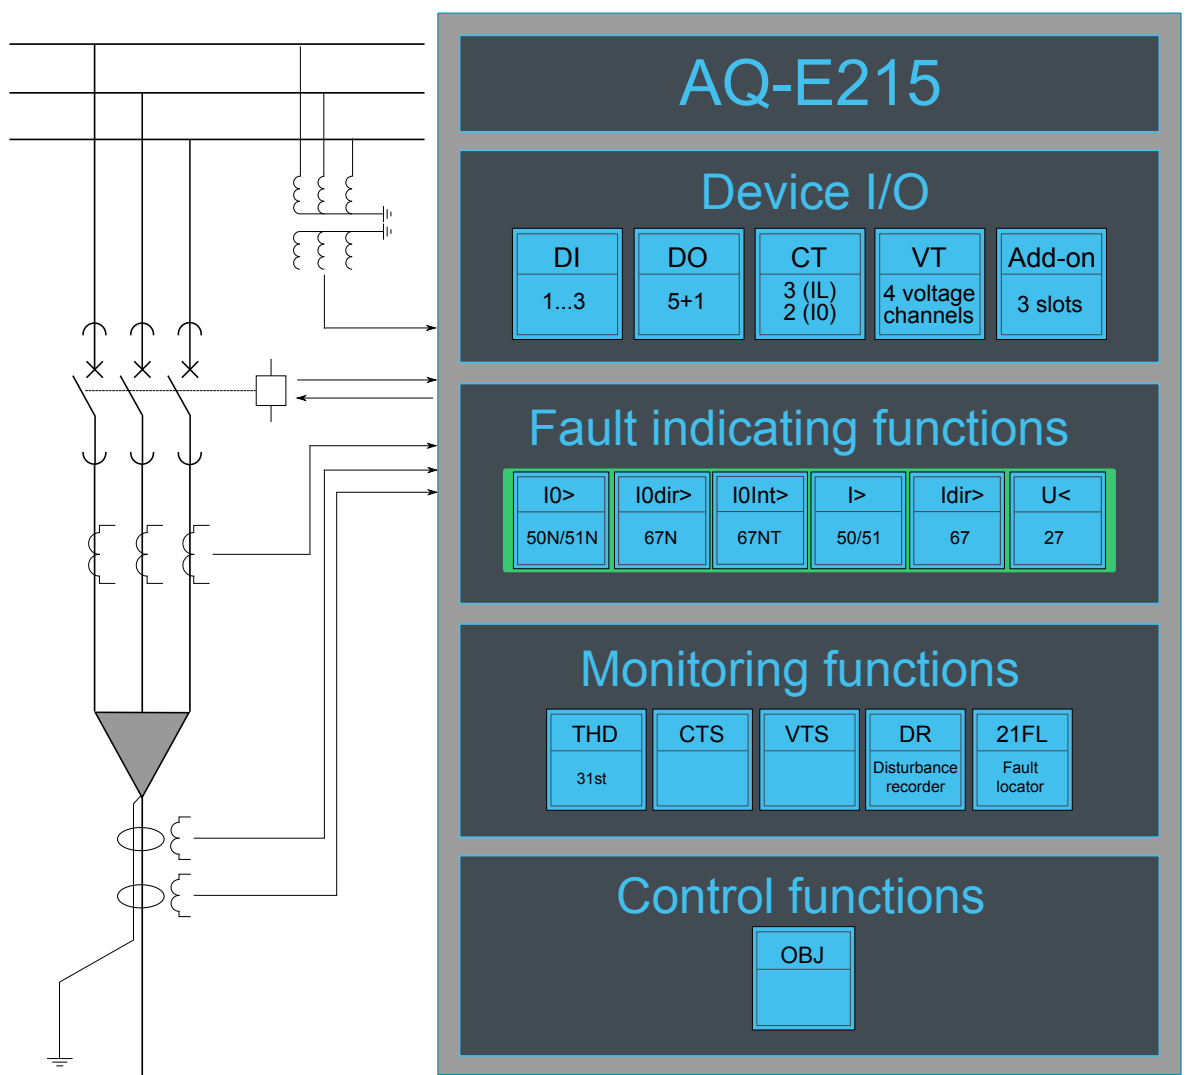 AQ-E215
Device I/O
DI
DO
CT
VT
Add-on
1...3
5+1
3 (IL)
2 (I0)
4 voltage
channels
3 slots
Fault indicating functions
I0>
I0dir>
I0Int>
I>
Idir>
U<
50N/51N
67N
67NT
50/51
67
27
Monitoring functions
THD
CTS
VTS
DR
21FL
31st
Disturbance
recorder
Fault
locator
Control functions
OBJ